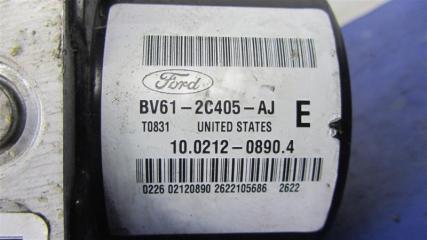 Ford
BV61-2C405-AJ E
T0831 UNITED STATES
10.0212-0890.4
0226 02120890 2622105686 2622